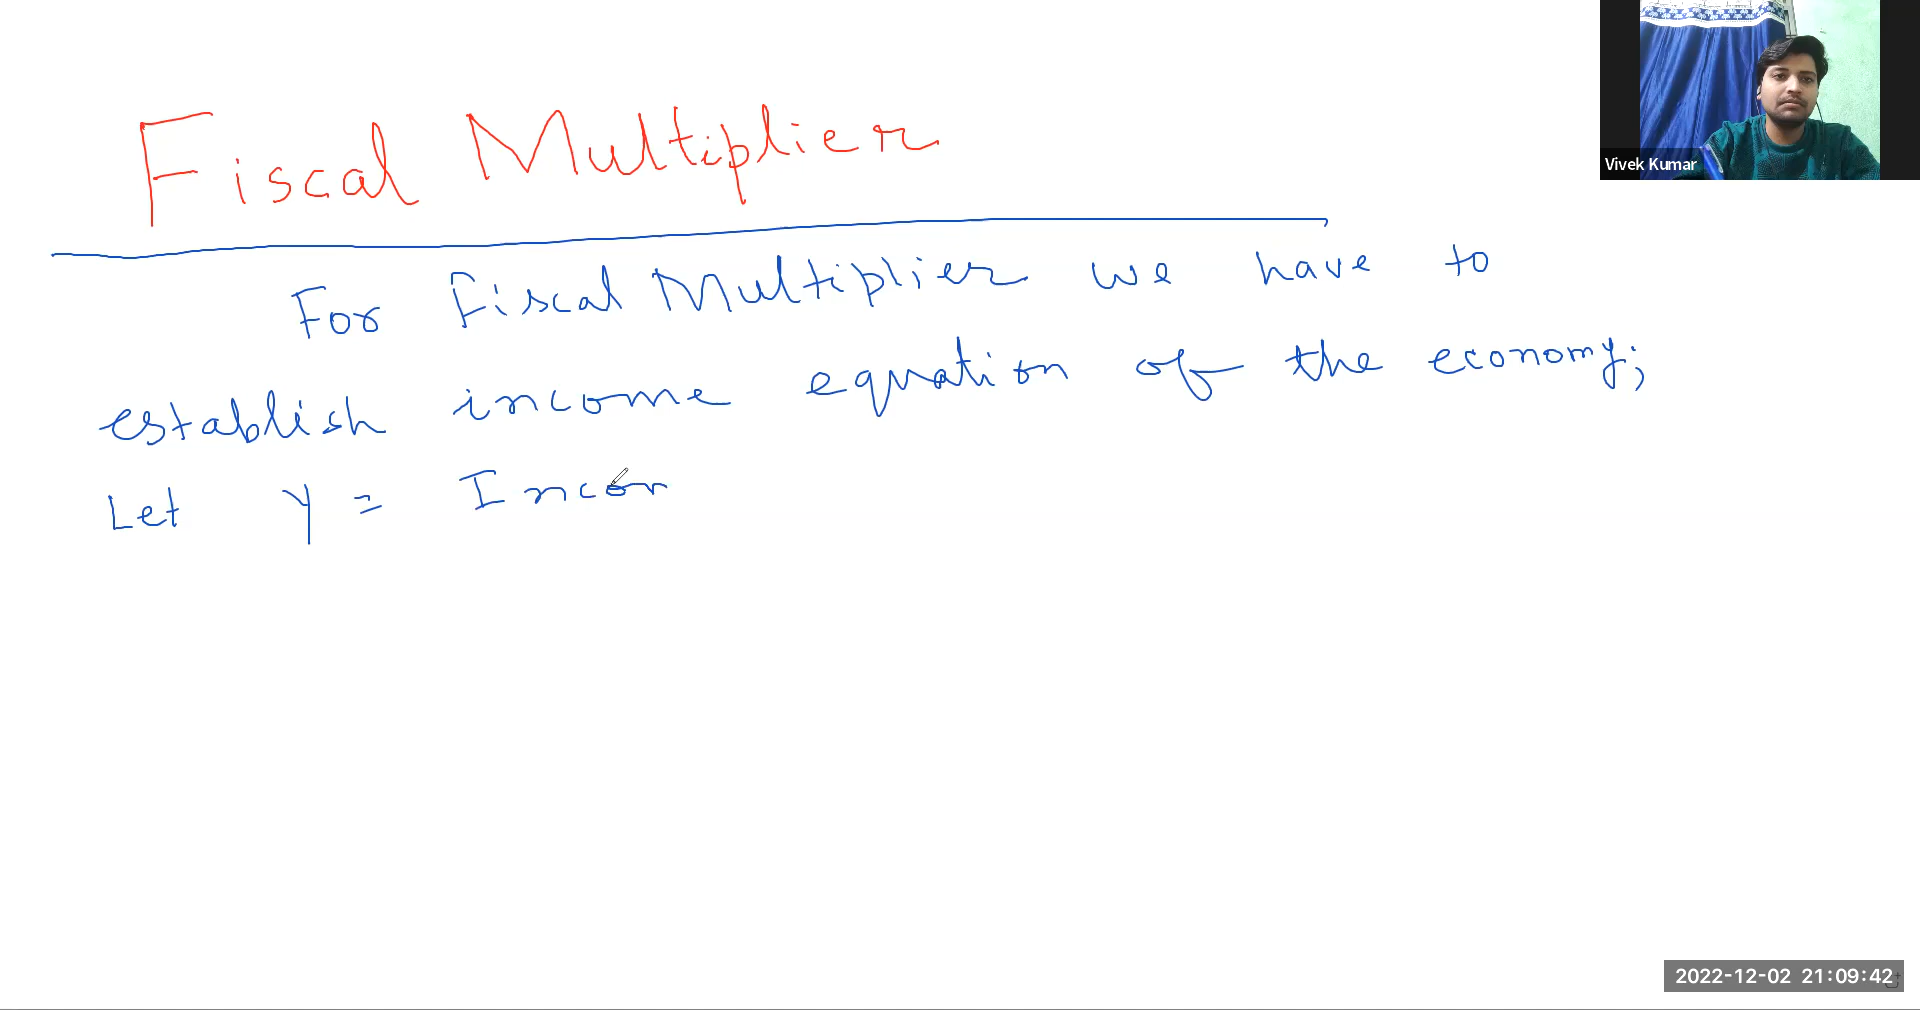 Fiscal Multiplier
Vivek Kumar
For Fiscal Multiplier we have to
establish income equation of the economy;
Let Y = Incom
2022-12-02 21:09:42